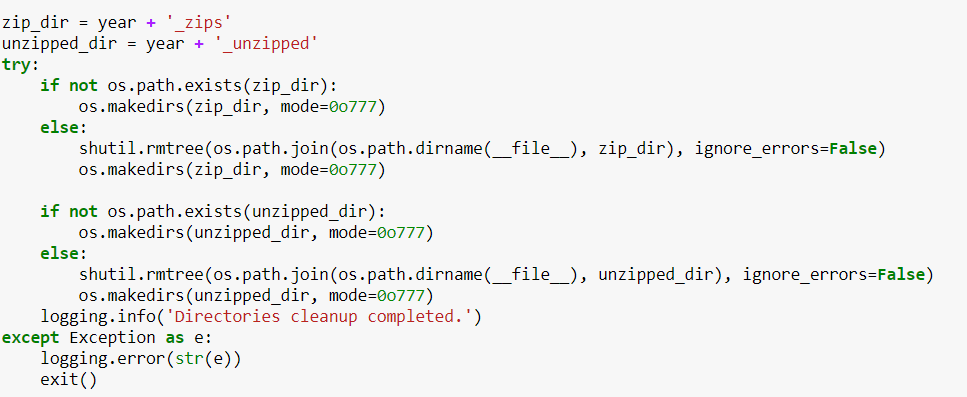 zip_dir = year + '_zips'
unzipped_dir = year + '_unzipped'
try:
    if not os.path.exists(zip_dir):
        os.makedirs(zip_dir, mode=0o777)
    else:
        shutil.rmtree(os.path.join(os.path.dirname(__file__), zip_dir), ignore_errors=False)
        os.makedirs(zip_dir, mode=0o777)

    if not os.path.exists(unzipped_dir):
        os.makedirs(unzipped_dir, mode=0o777)
    else:
        shutil.rmtree(os.path.join(os.path.dirname(__file__), unzipped_dir), ignore_errors=False)
        os.makedirs(unzipped_dir, mode=0o777)
    logging.info('Directories cleanup completed.')
except Exception as e:
    logging.error(str(e))
    exit()